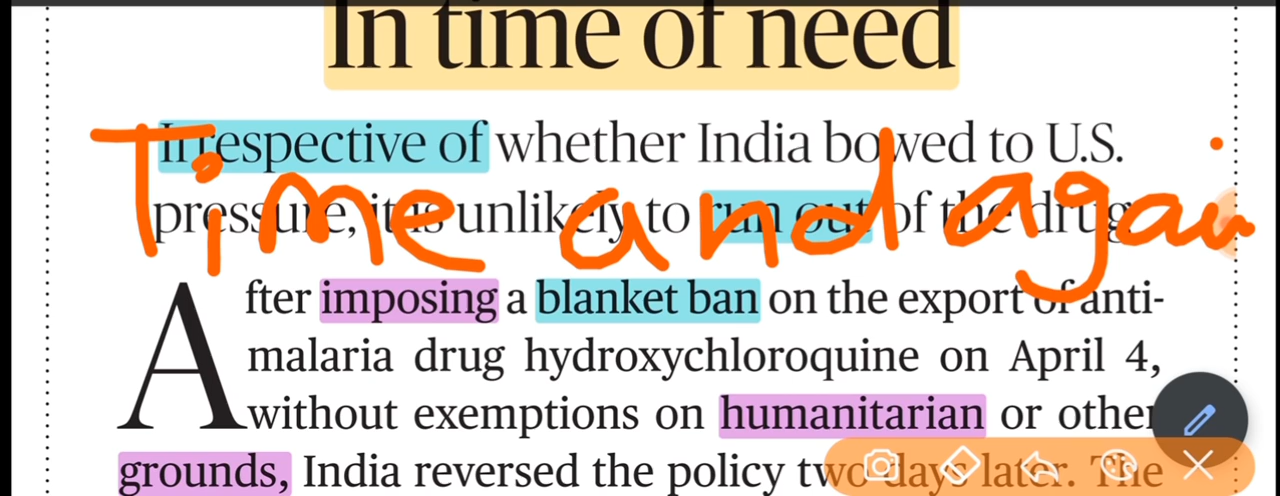 In time of need
Irrespective of whether India bowed to U.S.
pressure, it is unlikely to run out of the drug
Time and agai
After imposing a blanket ban on the export of anti-
malaria drug hydroxychloroquine on April 4,
without exemptions on humanitarian or other
grounds, India reversed the policy two days later. The